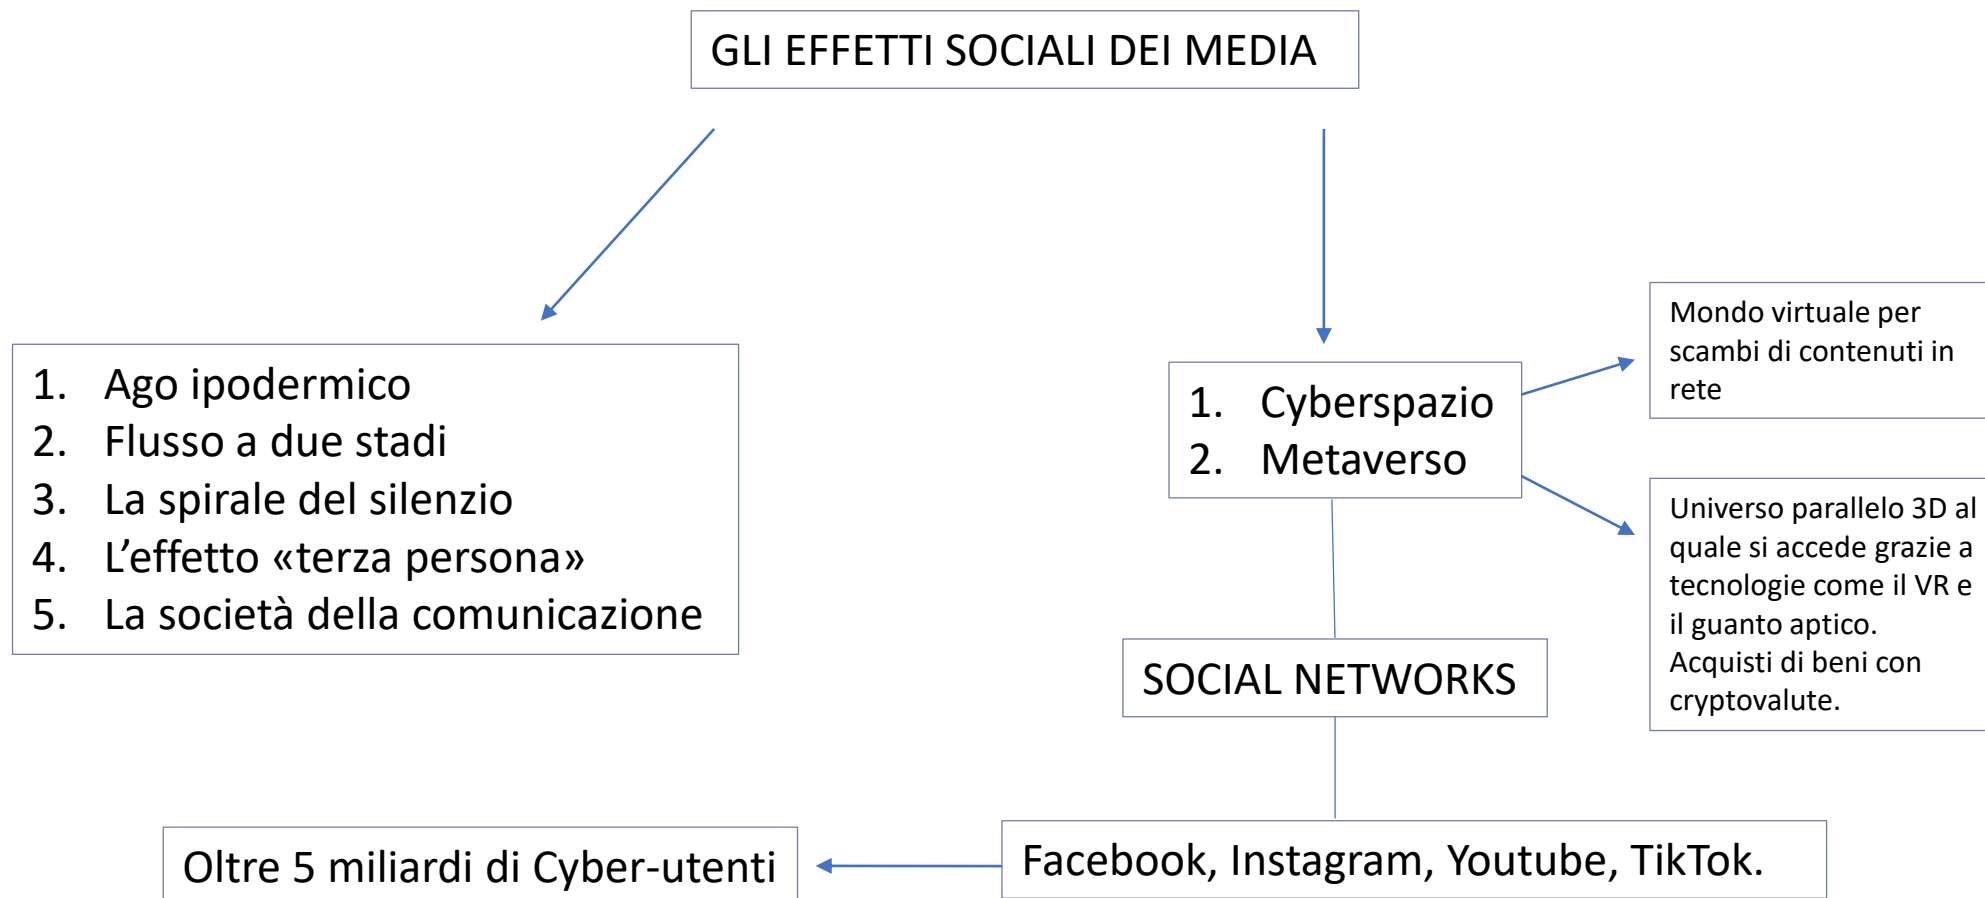 GLI EFFETTI SOCIALI DEI MEDIA
1. Ago ipodermico
2. Flusso a due stadi
3. La spirale del silenzio
4. L’effetto «terza persona»
5. La società della comunicazione
1. Cyberspazio
2. Metaverso
Mondo virtuale per
scambi di contenuti in
rete
Universo parallelo 3D al
quale si accede grazie a
tecnologie come il VR e
il guanto aptico.
Acquisti di beni con
cryptovalute.
SOCIAL NETWORKS
Facebook, Instagram, Youtube, TikTok.
Oltre 5 miliardi di Cyber-utenti